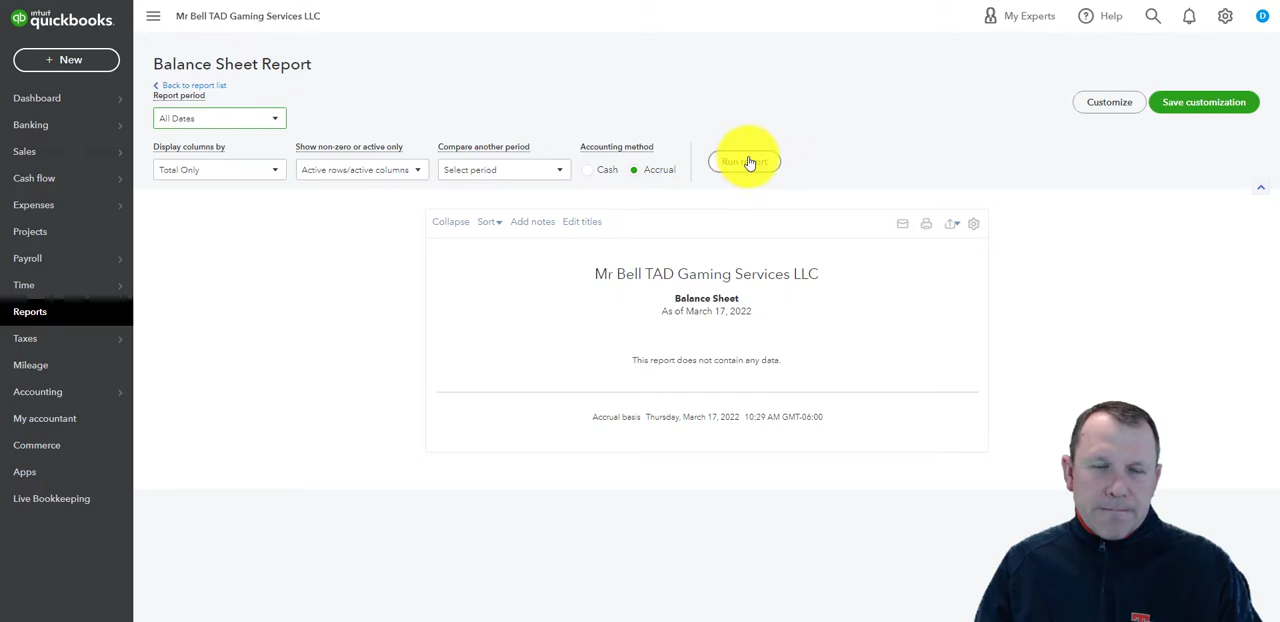 intuit
quickbooks.
Mr Bell TAD Gaming Services LLC
My Experts
Help
D
+ New
Dashboard
Banking
Sales
Cash flow
Expenses
Projects
Payroll
Time
Reports
Taxes
Mileage
Accounting
My accountant
Commerce
Apps
Live Bookkeeping
Balance Sheet Report
Back to report list
Report period
All Dates
Customize
Save customization
Display columns by
Show non-zero or active only
Compare another period
Accounting method
Total Only
Active rows/active columns
Select period
Cash
Accrual
Run report
Collapse Sort Add notes Edit titles
Mr Bell TAD Gaming Services LLC
Balance Sheet
As of March 17, 2022
This report does not contain any data.
Accrual basis Thursday, March 17, 2022 10:29 AM GMT-06:00